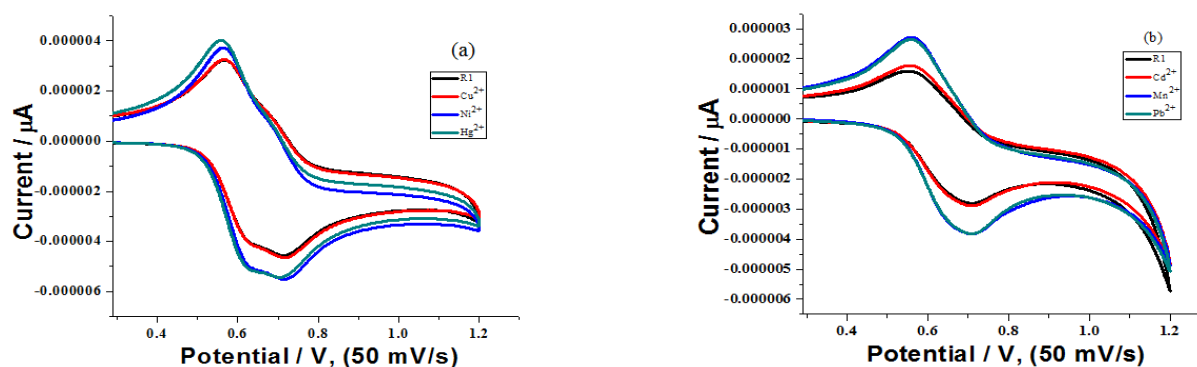 (a)
Current / μA
0.000004
0.000002
0.000000
-0.000002
-0.000004
-0.000006
R1
Cu²⁺
Ni²⁺
Hg²⁺
0.4 0.6 0.8 1.0 1.2
Potential / V, (50 mV/s)
(b)
Current / μA
0.000003
0.000002
0.000001
0.000000
-0.000001
-0.000002
-0.000003
-0.000004
-0.000005
-0.000006
R1
Cd²⁺
Mn²⁺
Pb²⁺
0.4 0.6 0.8 1.0 1.2
Potential / V, (50 mV/s)